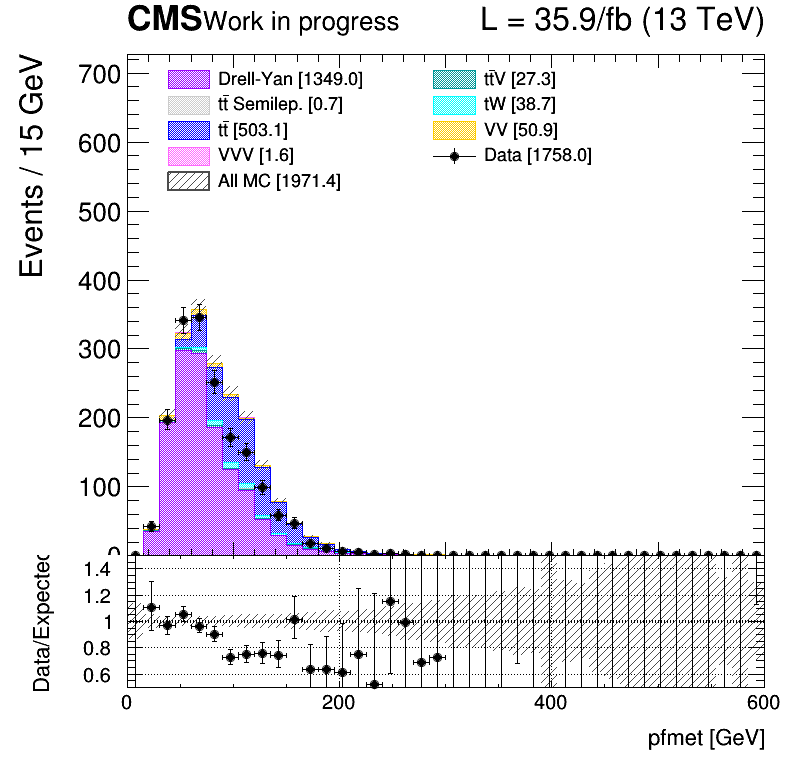 CMS Work in progress L = 35.9/fb (13 TeV)
Events / 15 GeV
700
600
500
400
300
200
100
0
Drell-Yan [1349.0]
tt̄ Semilep. [0.7]
tt̄ [503.1]
VVV [1.6]
All MC [1971.4]
tt̄V [27.3]
tW [38.7]
VV [50.9]
Data [1758.0]
Data/Expected
1.4
1.2
1
0.8
0.6
0 200 400 600
pfmet [GeV]